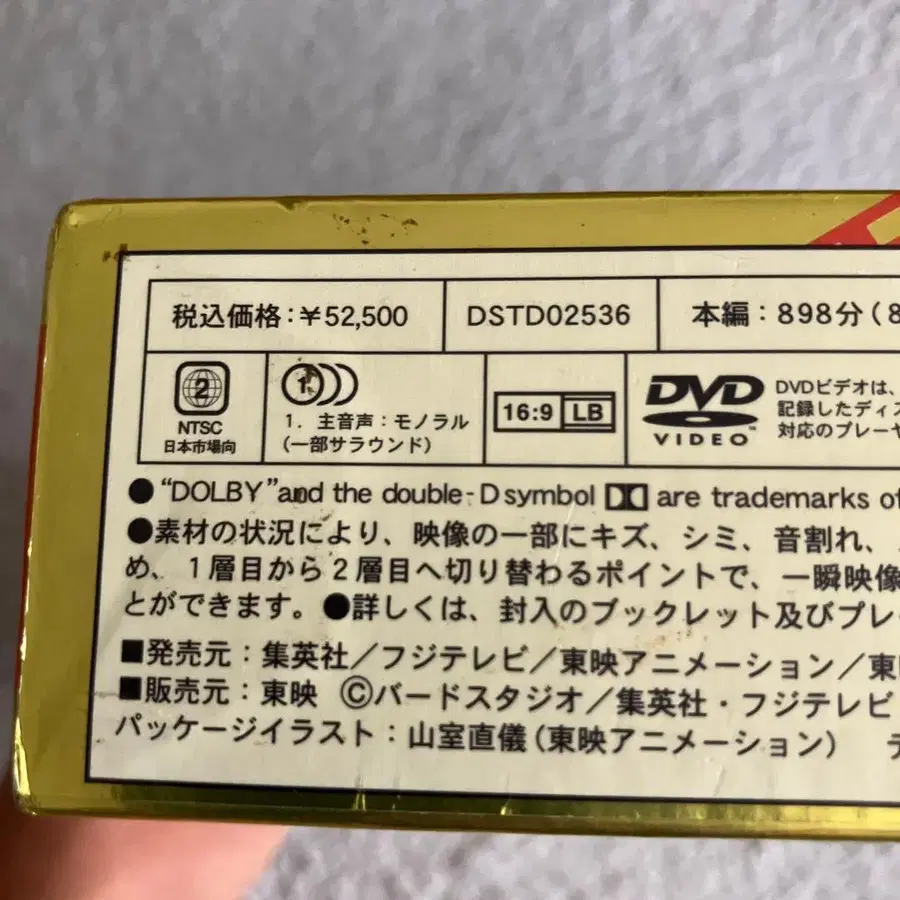 税込価格:¥52,500
DSTD02536
本編:898分(8
2
NTSC
日本市場向
1
1. 主音声:モノラル
(一部サラウンド)
16:9 LB
DVD
VIDEO
DVDビデオは、
記録したディス
対応のプレーヤ
●“DOLBY”and the double-D symbol are trademarks of
●素材の状況により、映像の一部にキズ、シミ、音割れ、
め、1層目から2層目へ切り替わるポイントで、一瞬映像
とができます。●詳しくは、封入のブックレット及びプレー
■発売元:集英社/フジテレビ/東映アニメーション/東
■販売元:東映 ©バードスタジオ/集英社・フジテレビ
パッケージイラスト:山室直儀(東映アニメーション) デ